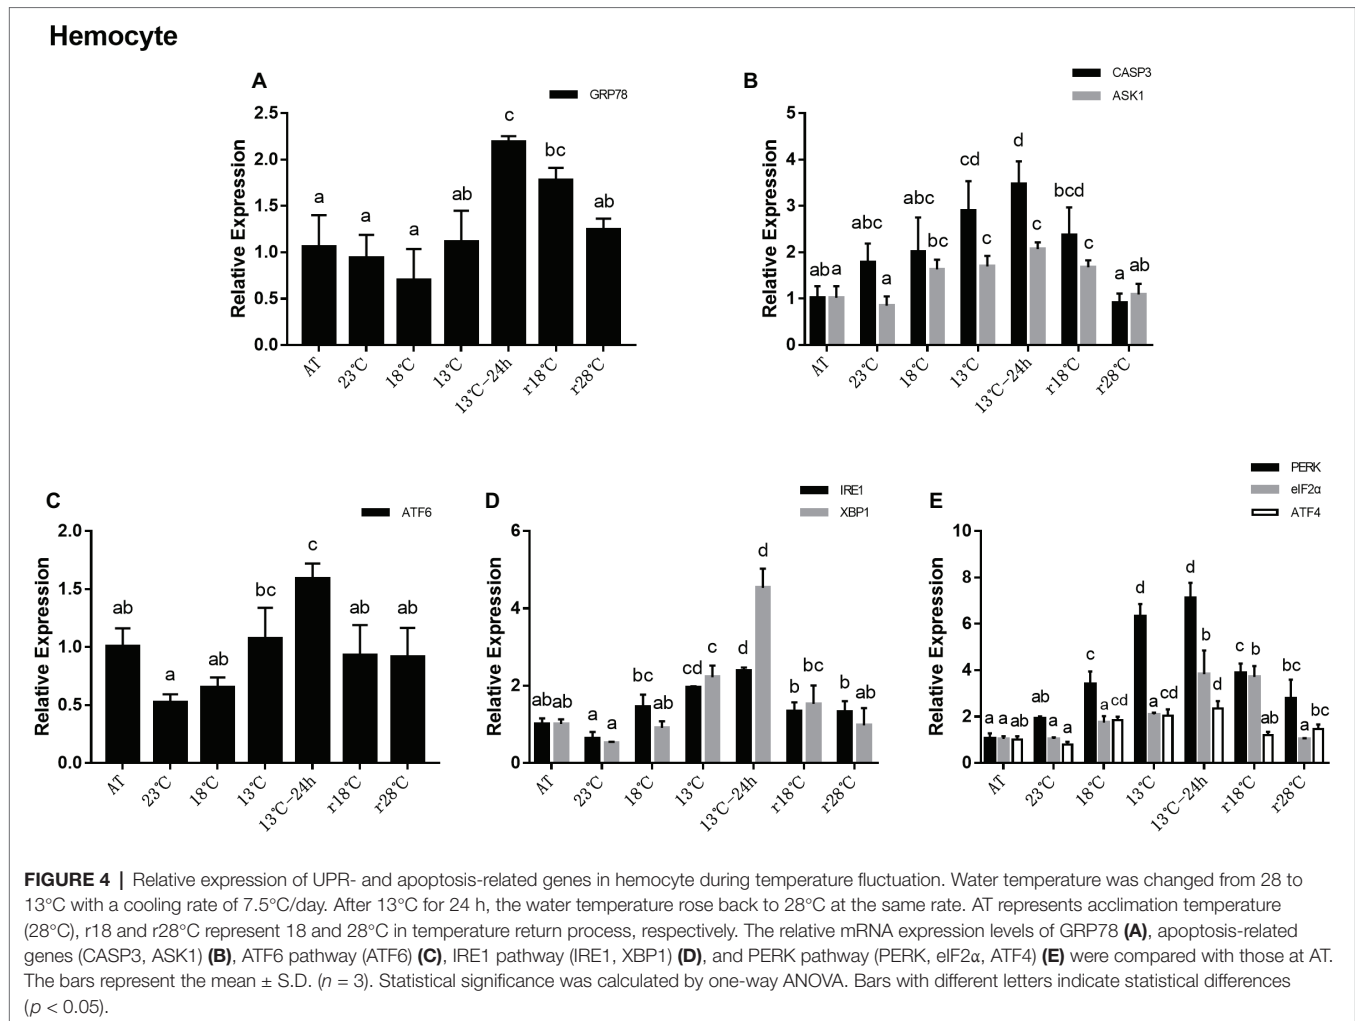 Hemocyte
A
GRP78
Relative Expression
2.5
2.0
1.5
1.0
0.5
0.0
a
a
a
ab
c
bc
ab
AT
23℃
18℃
13℃
13℃-24h
r18℃
r28℃
B
CASP3
ASK1
Relative Expression
5
4
3
2
1
0
ab a
abc a
abc bc
cd c
d c
bcd c
a ab
AT
23℃
18℃
13℃
13℃-24h
r18℃
r28℃
C
ATF6
Relative Expression
2.0
1.5
1.0
0.5
0.0
ab
a
ab
bc
c
ab
ab
AT
23℃
18℃
13℃
13℃-24h
r18℃
r28℃
D
IRE1
XBP1
Relative Expression
6
4
2
0
ab ab
a a
bc ab
cd c
d d
b bc
b ab
AT
23℃
18℃
13℃
13℃-24h
r18℃
r28℃
E
PERK
eIF2α
ATF4
Relative Expression
10
8
6
4
2
0
a a ab
ab a a
c a cd
d a cd
d b d
c b ab
bc a bc
AT
23℃
18℃
13℃
13℃-24h
r18℃
r28℃
FIGURE 4 | Relative expression of UPR- and apoptosis-related genes in hemocyte during temperature fluctuation. Water temperature was changed from 28 to
13°C with a cooling rate of 7.5°C/day. After 13°C for 24 h, the water temperature rose back to 28°C at the same rate. AT represents acclimation temperature
(28°C), r18 and r28°C represent 18 and 28°C in temperature return process, respectively. The relative mRNA expression levels of GRP78 (A), apoptosis-related
genes (CASP3, ASK1) (B), ATF6 pathway (ATF6) (C), IRE1 pathway (IRE1, XBP1) (D), and PERK pathway (PERK, eIF2α, ATF4) (E) were compared with those at AT.
The bars represent the mean ± S.D. (n = 3). Statistical significance was calculated by one-way ANOVA. Bars with different letters indicate statistical differences
(p < 0.05).